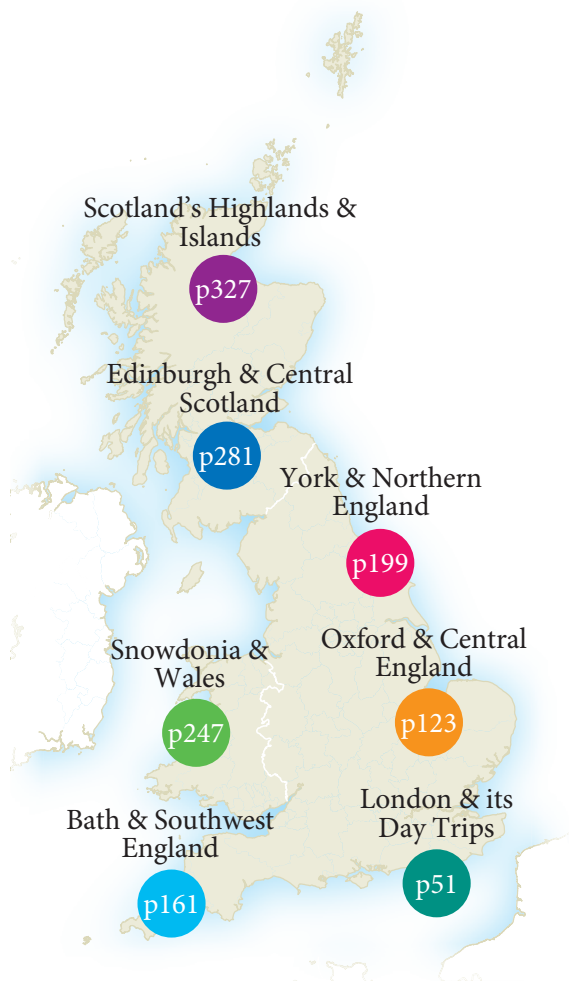 Scotland’s Highlands &
Islands
p327
Edinburgh & Central
Scotland
p281
York & Northern
England
p199
Oxford & Central
England
p123
Snowdonia &
Wales
p247
London & its
Day Trips
p51
Bath & Southwest
England
p161